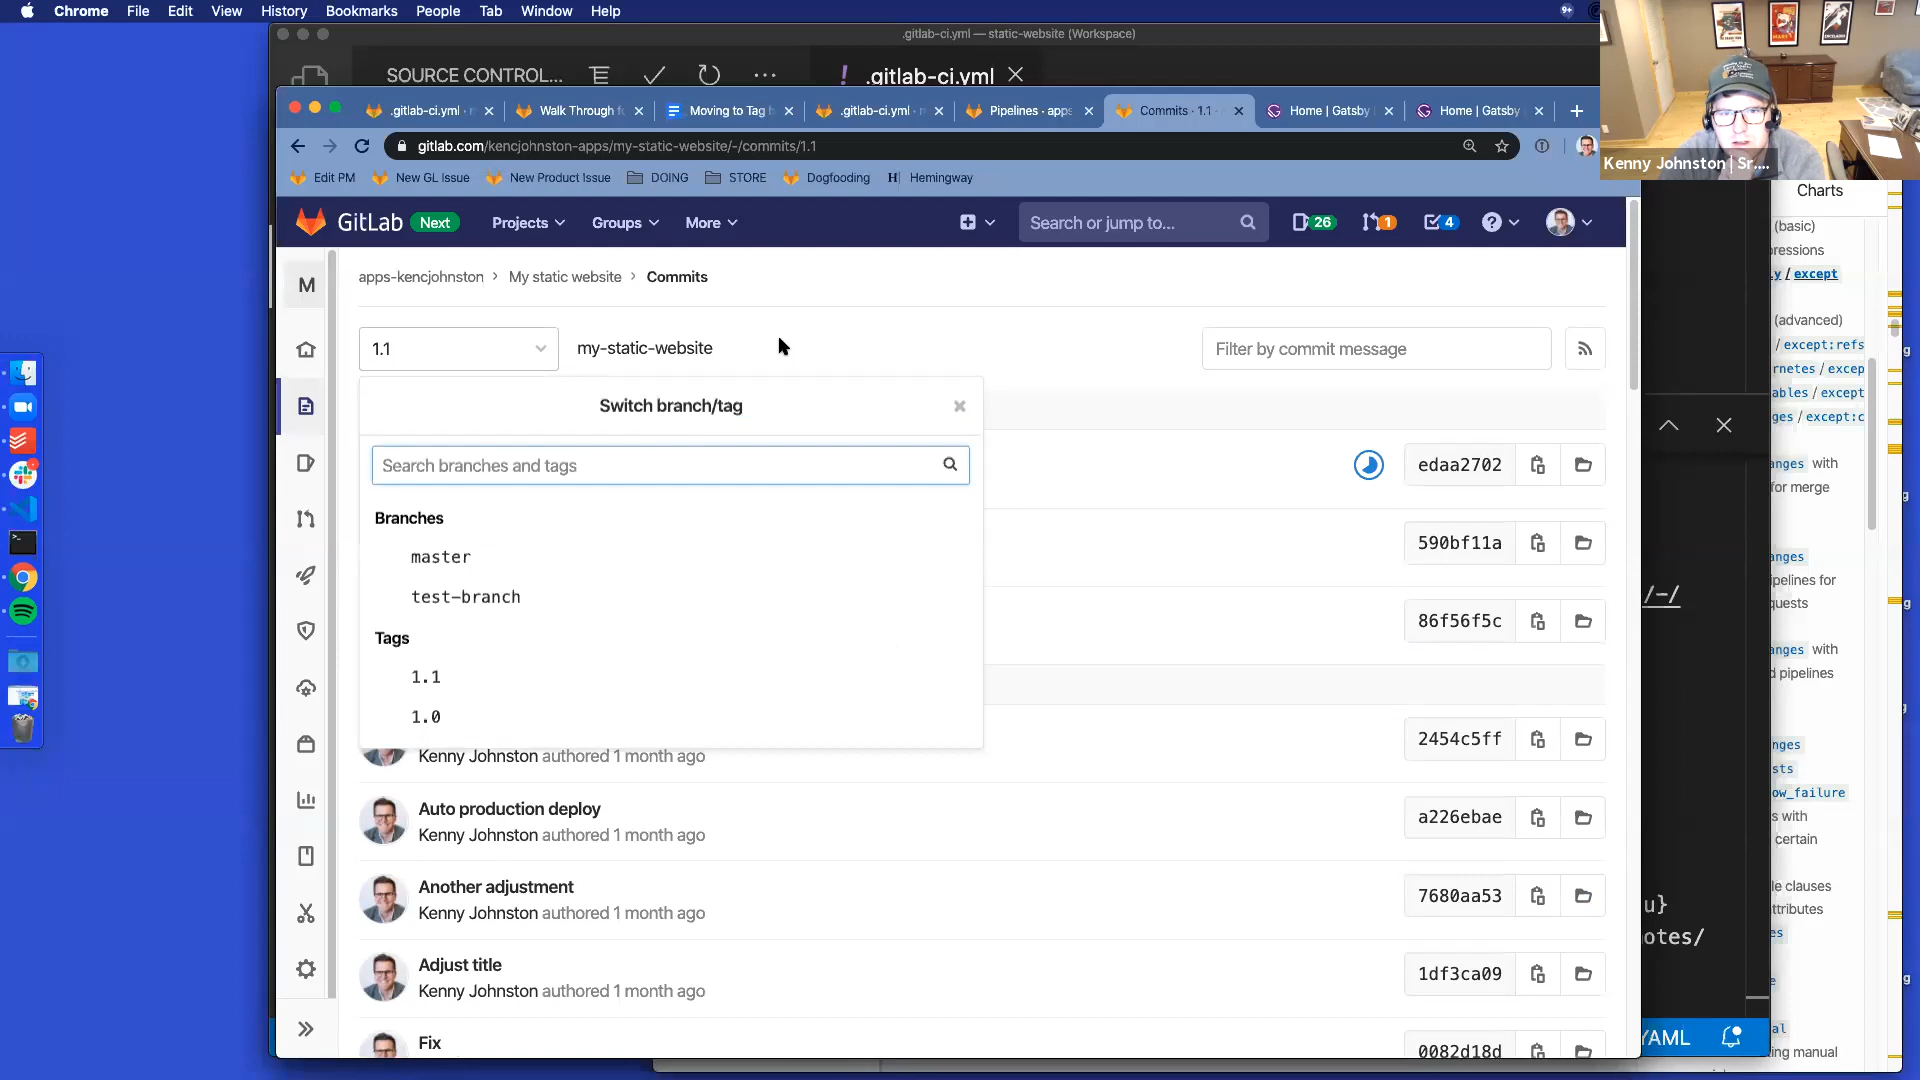 Chrome File Edit View History Bookmarks People Tab Window Help
9+
.gitlab-ci.yml — static-website (Workspace)
SOURCE CONTROL...
! .gitlab-ci.yml
.gitlab-ci.yml ·
Walk Through f
Moving to Tag
.gitlab-ci.yml ·
Pipelines · apps
Commits · 1.1 ·
Home | Gatsby
Home | Gatsby
gitlab.com/kencjohnston-apps/my-static-website/-/commits/1.1
Edit PM
New GL Issue
New Product Issue
DOING
STORE
Dogfooding
Hemingway
Kenny Johnston | Sr....
GitLab Next Projects Groups More
Search or jump to...
26
1
4
Charts
(basic)
pressions
y / except
(advanced)
/ except:refs
rnetes / excep
ables / except
ges / except:c
anges with
for merge
anges
ipelines for
quests
anges with
d pipelines
nges
sts
ow_failure
s with
certain
le clauses
ttributes
es
e
al
ing manual
M
apps-kencjohnston > My static website > Commits
1.1
my-static-website
Filter by commit message
Switch branch/tag
Search branches and tags
Branches
master
test-branch
Tags
1.1
1.0
edaa2702
590bf11a
86f56f5c
2454c5ff
Kenny Johnston authored 1 month ago
Auto production deploy
Kenny Johnston authored 1 month ago
a226ebae
Another adjustment
Kenny Johnston authored 1 month ago
7680aa53
Adjust title
Kenny Johnston authored 1 month ago
1df3ca09
Fix
0082d18d
/-/
u}
otes/
YAML